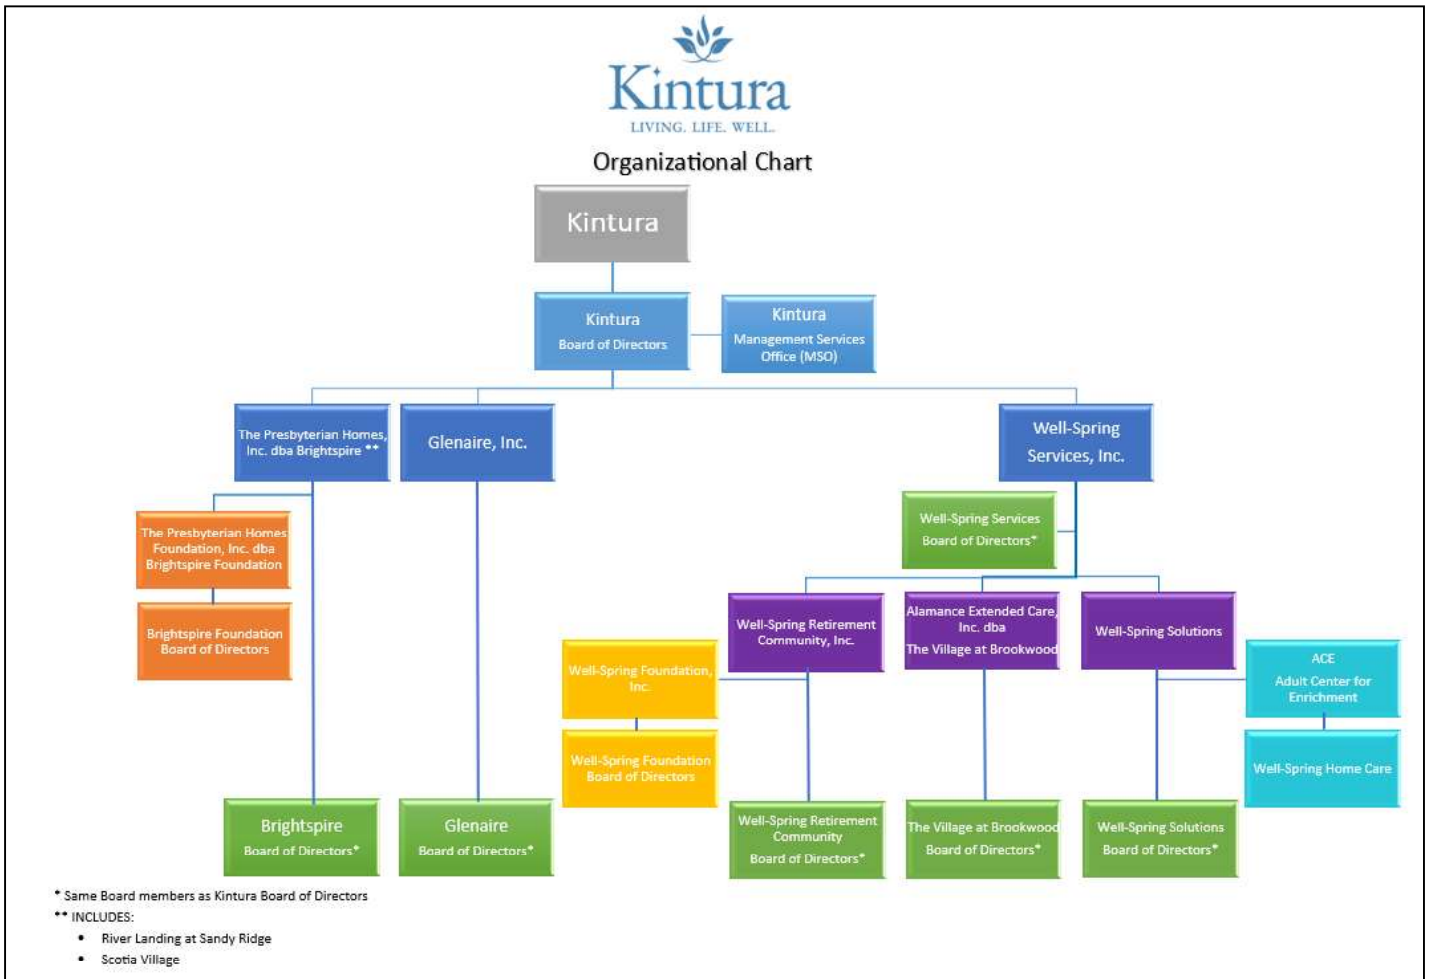 Kintura
LIVING. LIFE. WELL.
Organizational Chart
Kintura
Kintura
Board of Directors
Kintura
Management Services
Office (MSO)
The Presbyterian Homes,
Inc. dba Brightspire **
Glenaire, Inc.
Well-Spring
Services, Inc.
Well-Spring Services
Board of Directors*
The Presbyterian Homes
Foundation, Inc. dba
Brightspire Foundation
Brightspire Foundation
Board of Directors
Well-Spring Retirement
Community, Inc.
Alamance Extended Care,
Inc. dba
The Village at Brookwood
Well-Spring Solutions
Well-Spring Foundation,
Inc.
ACE
Adult Center for
Enrichment
Well-Spring Foundation
Board of Directors
Well-Spring Home Care
Brightspire
Board of Directors*
Glenaire
Board of Directors*
Well-Spring Retirement
Community
Board of Directors*
The Village at Brookwood
Board of Directors*
Well-Spring Solutions
Board of Directors*
* Same Board members as Kintura Board of Directors
** INCLUDES:
• River Landing at Sandy Ridge
• Scotia Village